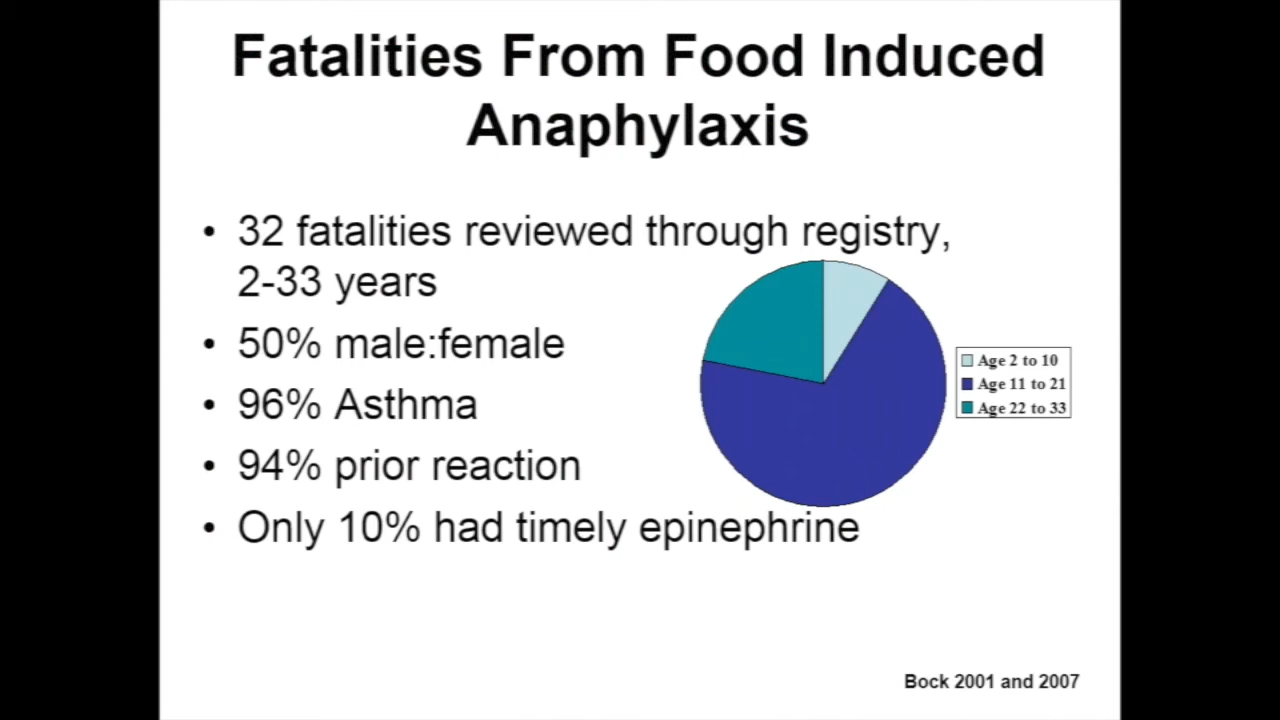 Fatalities From Food Induced
Anaphylaxis
• 32 fatalities reviewed through registry,
2-33 years
• 50% male:female
• 96% Asthma
• 94% prior reaction
• Only 10% had timely epinephrine
Age 2 to 10
Age 11 to 21
Age 22 to 33
Bock 2001 and 2007